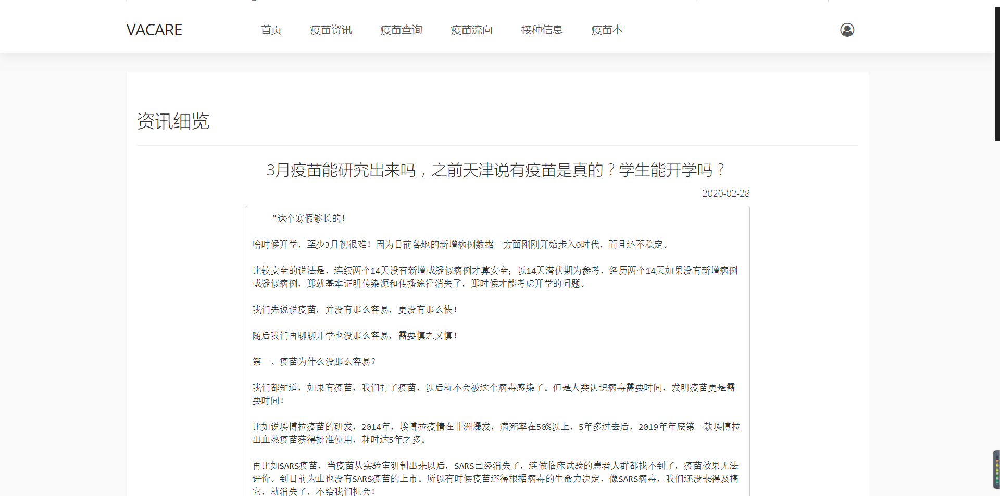 VACARE 首页 疫苗资讯 疫苗查询 疫苗流向 接种信息 疫苗本
资讯细览
3月疫苗能研究出来吗，之前天津说有疫苗是真的？学生能开学吗？
2020-02-28
"这个寒假够长的！
啥时候开学，至少3月初很难！因为目前各地的新增病例数据一方面刚刚开始步入0时代，而且还不稳定。
比较安全的说法是，连续两个14天没有新增或疑似病例才算安全；以14天潜伏期为参考，经历两个14天如果没有新增病例
或疑似病例，那就基本证明传染源和传播途径消失了，那时候才能考虑开学的问题。
我们先说说疫苗，并没有那么容易，更没有那么快！
随后我们再聊聊开学也没那么容易，需要慎之又慎！
第一、疫苗为什么没那么容易？
我们都知道，如果有疫苗，我们打了疫苗，以后就不会被这个病毒感染了。但是人类认识病毒需要时间，发明疫苗更是需
要时间！
比如说埃博拉疫苗的研发，2014年，埃博拉疫情在非洲爆发，病死率在50%以上，5年多过去后，2019年年底第一款埃博拉
出血热疫苗获得批准使用，耗时达5年之多。
再比如SARS疫苗，当疫苗从实验室研制出来以后，SARS已经消失了，连做临床试验的患者人群都找不到了，疫苗效果无法
评价。到目前为止也没有SARS疫苗的上市。所以有时候疫苗还得根据病毒的生命力决定，像SARS病毒，我们还没来得及搞
它，就消失了，不给我们机会！